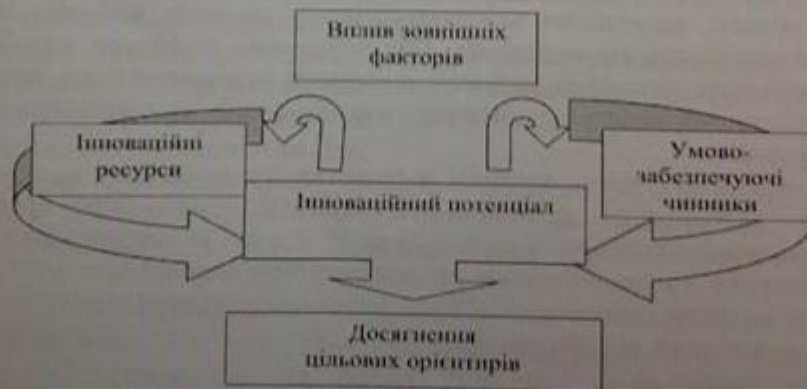 Вплив зовнішніх
факторів
Інноваційні
ресурси
Умово-
забезпечуючі
чинники
Інноваційний потенціал
Досягнення
цільових орієнтирів